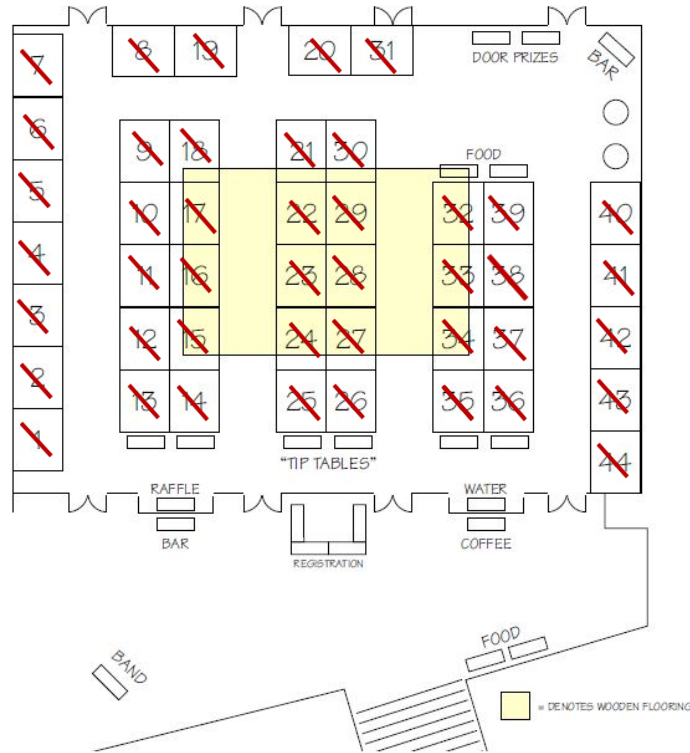 8 19 20 31
DOOR PRIZES
BAR
7
6
5
4
3
2
1
9 18 21 30
FOOD
10 17 22 29 32 39 40
11 16 23 28 33 38 41
12 15 24 27 34 37 42
13 14 25 26 35 36 43
44
"TIP TABLES"
RAFFLE WATER
BAR COFFEE
REGISTRATION
BAND
FOOD
= DENOTES WOODEN FLOORING